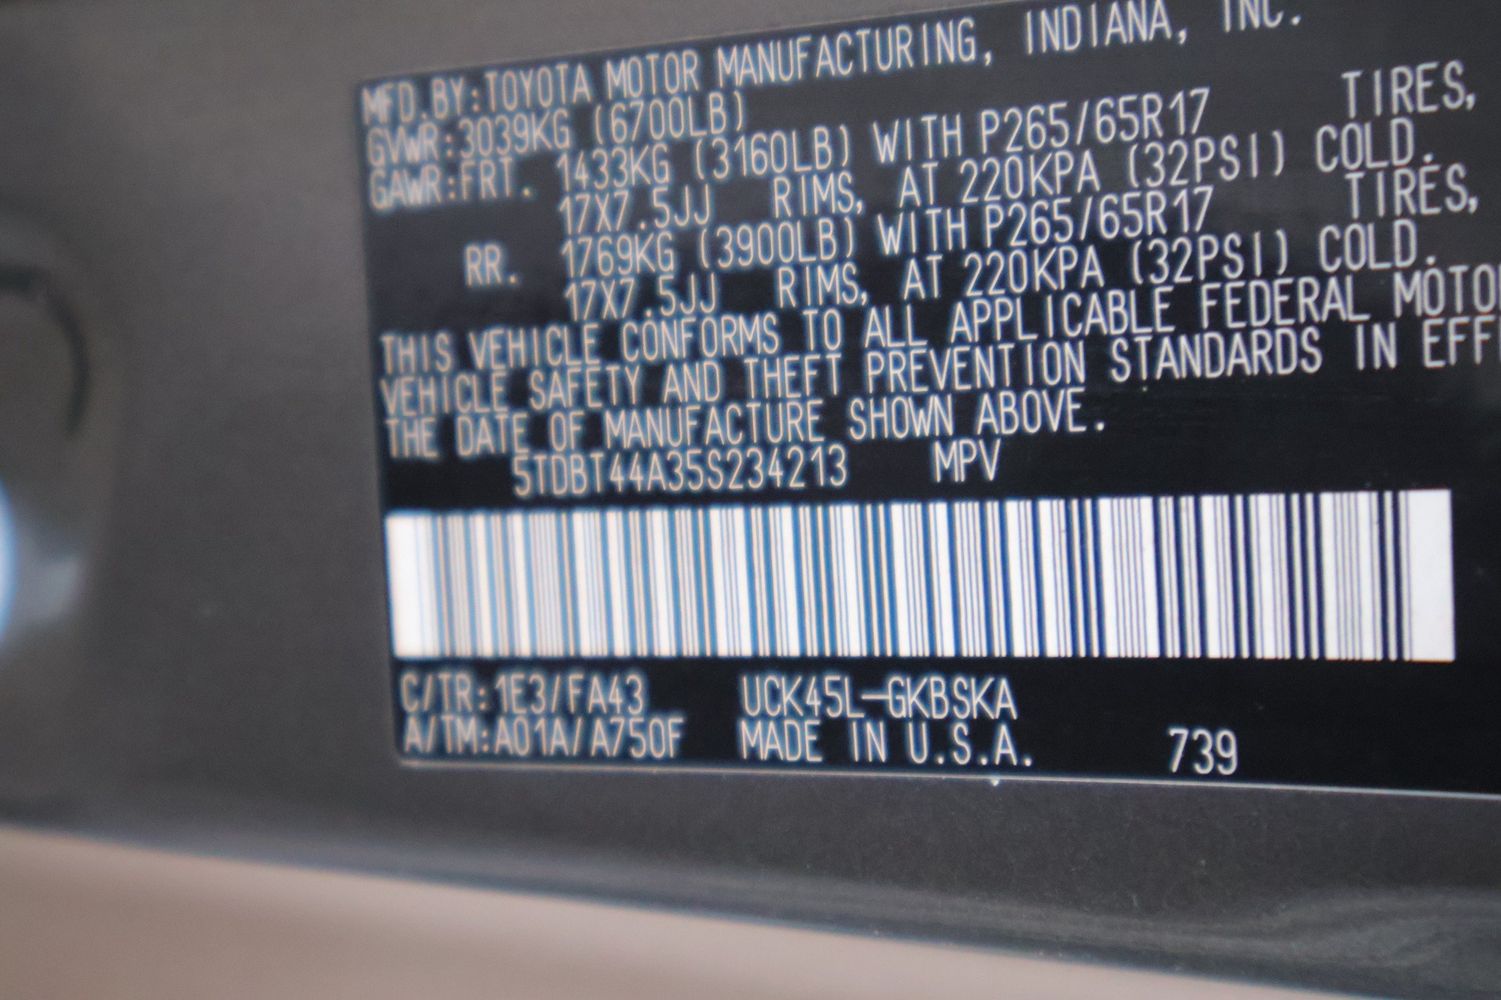 MFD.BY:TOYOTA MOTOR MANUFACTURING, INDIANA, INC.
GVWR:3039KG (6700LB)
GAWR:FRT. 1433KG (3160LB) WITH P265/65R17 TIRES,
17X7.5JJ RIMS, AT 220KPA (32PSI) COLD.
RR. 1769KG (3900LB) WITH P265/65R17 TIRES,
17X7.5JJ RIMS, AT 220KPA (32PSI) COLD.
THIS VEHICLE CONFORMS TO ALL APPLICABLE FEDERAL MOTO
VEHICLE SAFETY AND THEFT PREVENTION STANDARDS IN EFF
THE DATE OF MANUFACTURE SHOWN ABOVE.
5TDBT44A35S234213 MPV
C/TR:1E3/FA43 UCK45L-GKBSKA
A/TM:A01A/A750F MADE IN U.S.A. 739